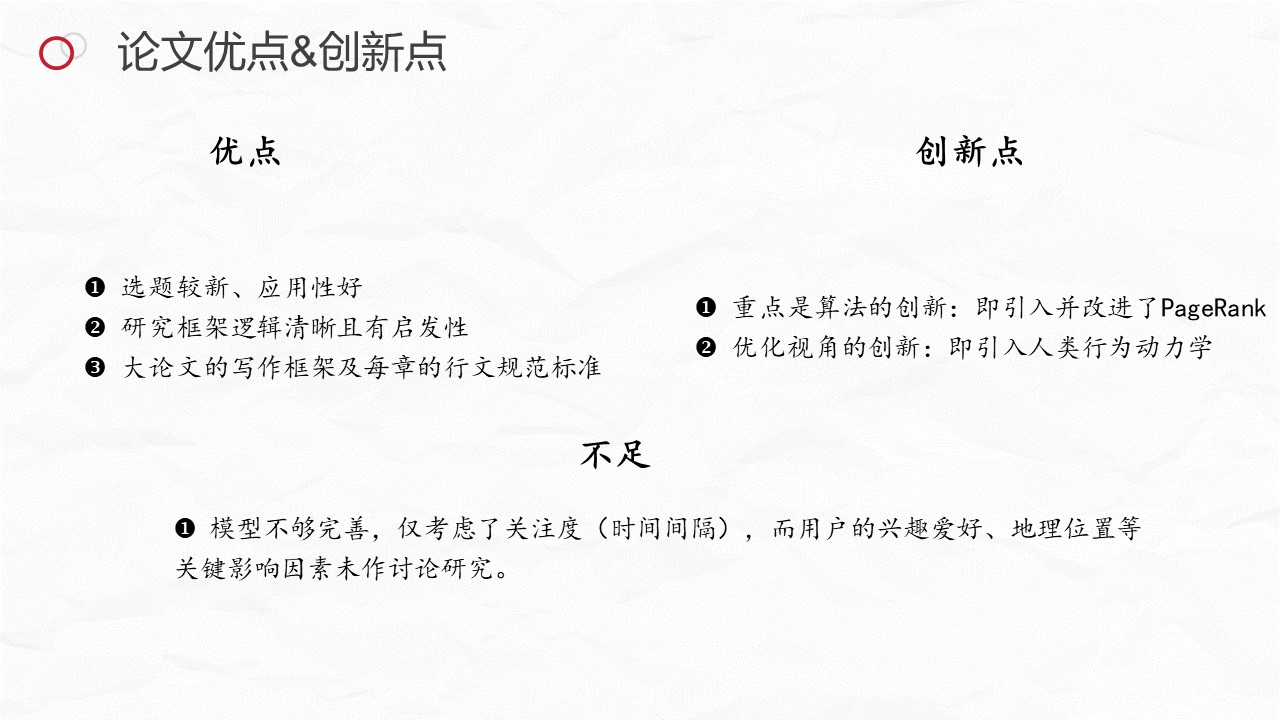 论文优点&创新点
优点
❶ 选题较新、应用性好
❷ 研究框架逻辑清晰且有启发性
❸ 大论文的写作框架及每章的行文规范标准
创新点
❶ 重点是算法的创新：即引入并改进了PageRank
❷ 优化视角的创新：即引入人类行为动力学
不足
❶ 模型不够完善，仅考虑了关注度（时间间隔），而用户的兴趣爱好、地理位置等
关键影响因素未作讨论研究。